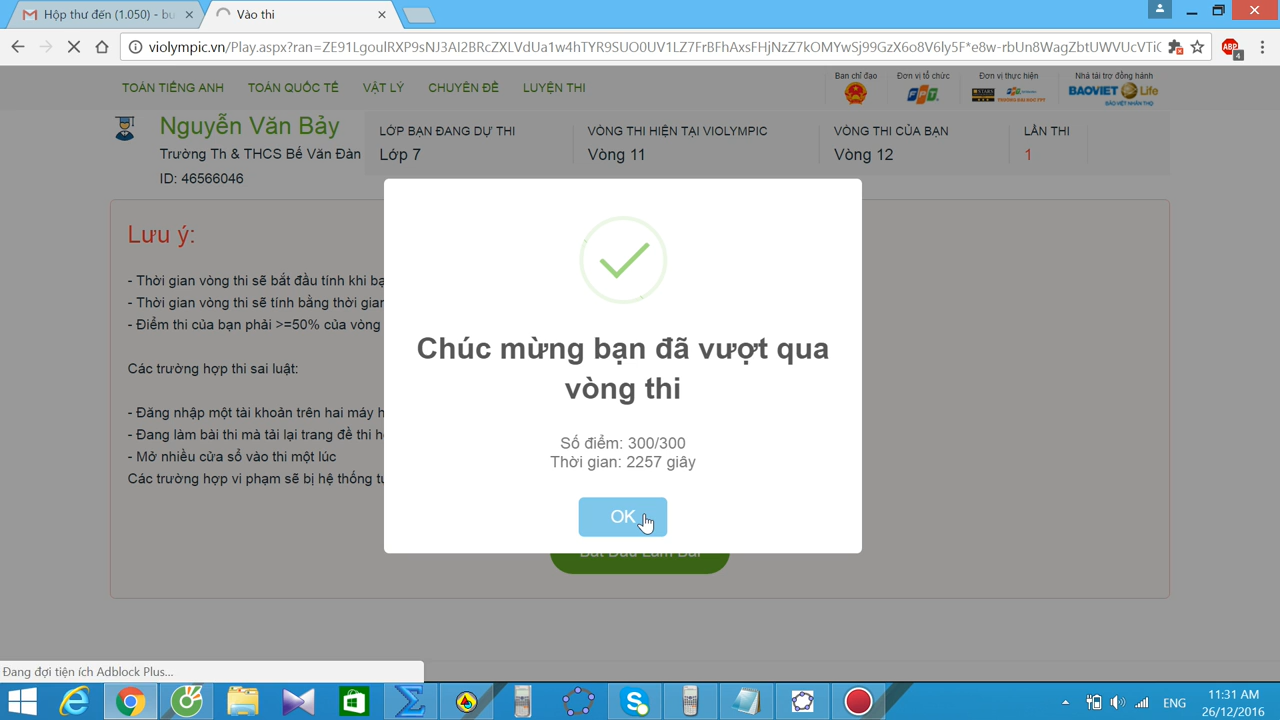 Hộp thư đến (1.050) - bu
Vào thi
violympic.vn/Play.aspx?ran=
TOÁN TIẾNG ANH
TOÁN QUỐC TẾ
VẬT LÝ
CHUYÊN ĐỀ
LUYỆN THI
Ban chỉ đạo
Đơn vị tổ chức
Đơn vị thực hiện
Nhà tài trợ đồng hành
FPT
BAOVIET Life
BẢO VIỆT NHÂN THỌ
ABP
4
Nguyễn Văn Bảy
Trường Th & THCS Bế Văn Đàn
ID: 46566046
LỚP BẠN ĐANG DỰ THI
Lớp 7
VÒNG THI HIỆN TẠI VIOLYMPIC
Vòng 11
VÒNG THI CỦA BẠN
Vòng 12
LẦN THI
1
Lưu ý:
- Thời gian vòng thi sẽ bắt đầu tính khi bạ
- Thời gian vòng thi sẽ tính bằng thời gian
- Điểm thi của bạn phải >=50% của vòng
Các trường hợp thi sai luật:
- Đăng nhập một tài khoản trên hai máy h
- Đang làm bài thi mà tải lại trang đề thi h
- Mở nhiều cửa sổ vào thi một lúc
Các trường hợp vi phạm sẽ bị hệ thống tự
Chúc mừng bạn đã vượt qua
vòng thi
Số điểm: 300/300
Thời gian: 2257 giây
OK
Bắt Đầu Làm Bài
Đang đợi tiện ích Adblock Plus...
ENG
11:31 AM
26/12/2016